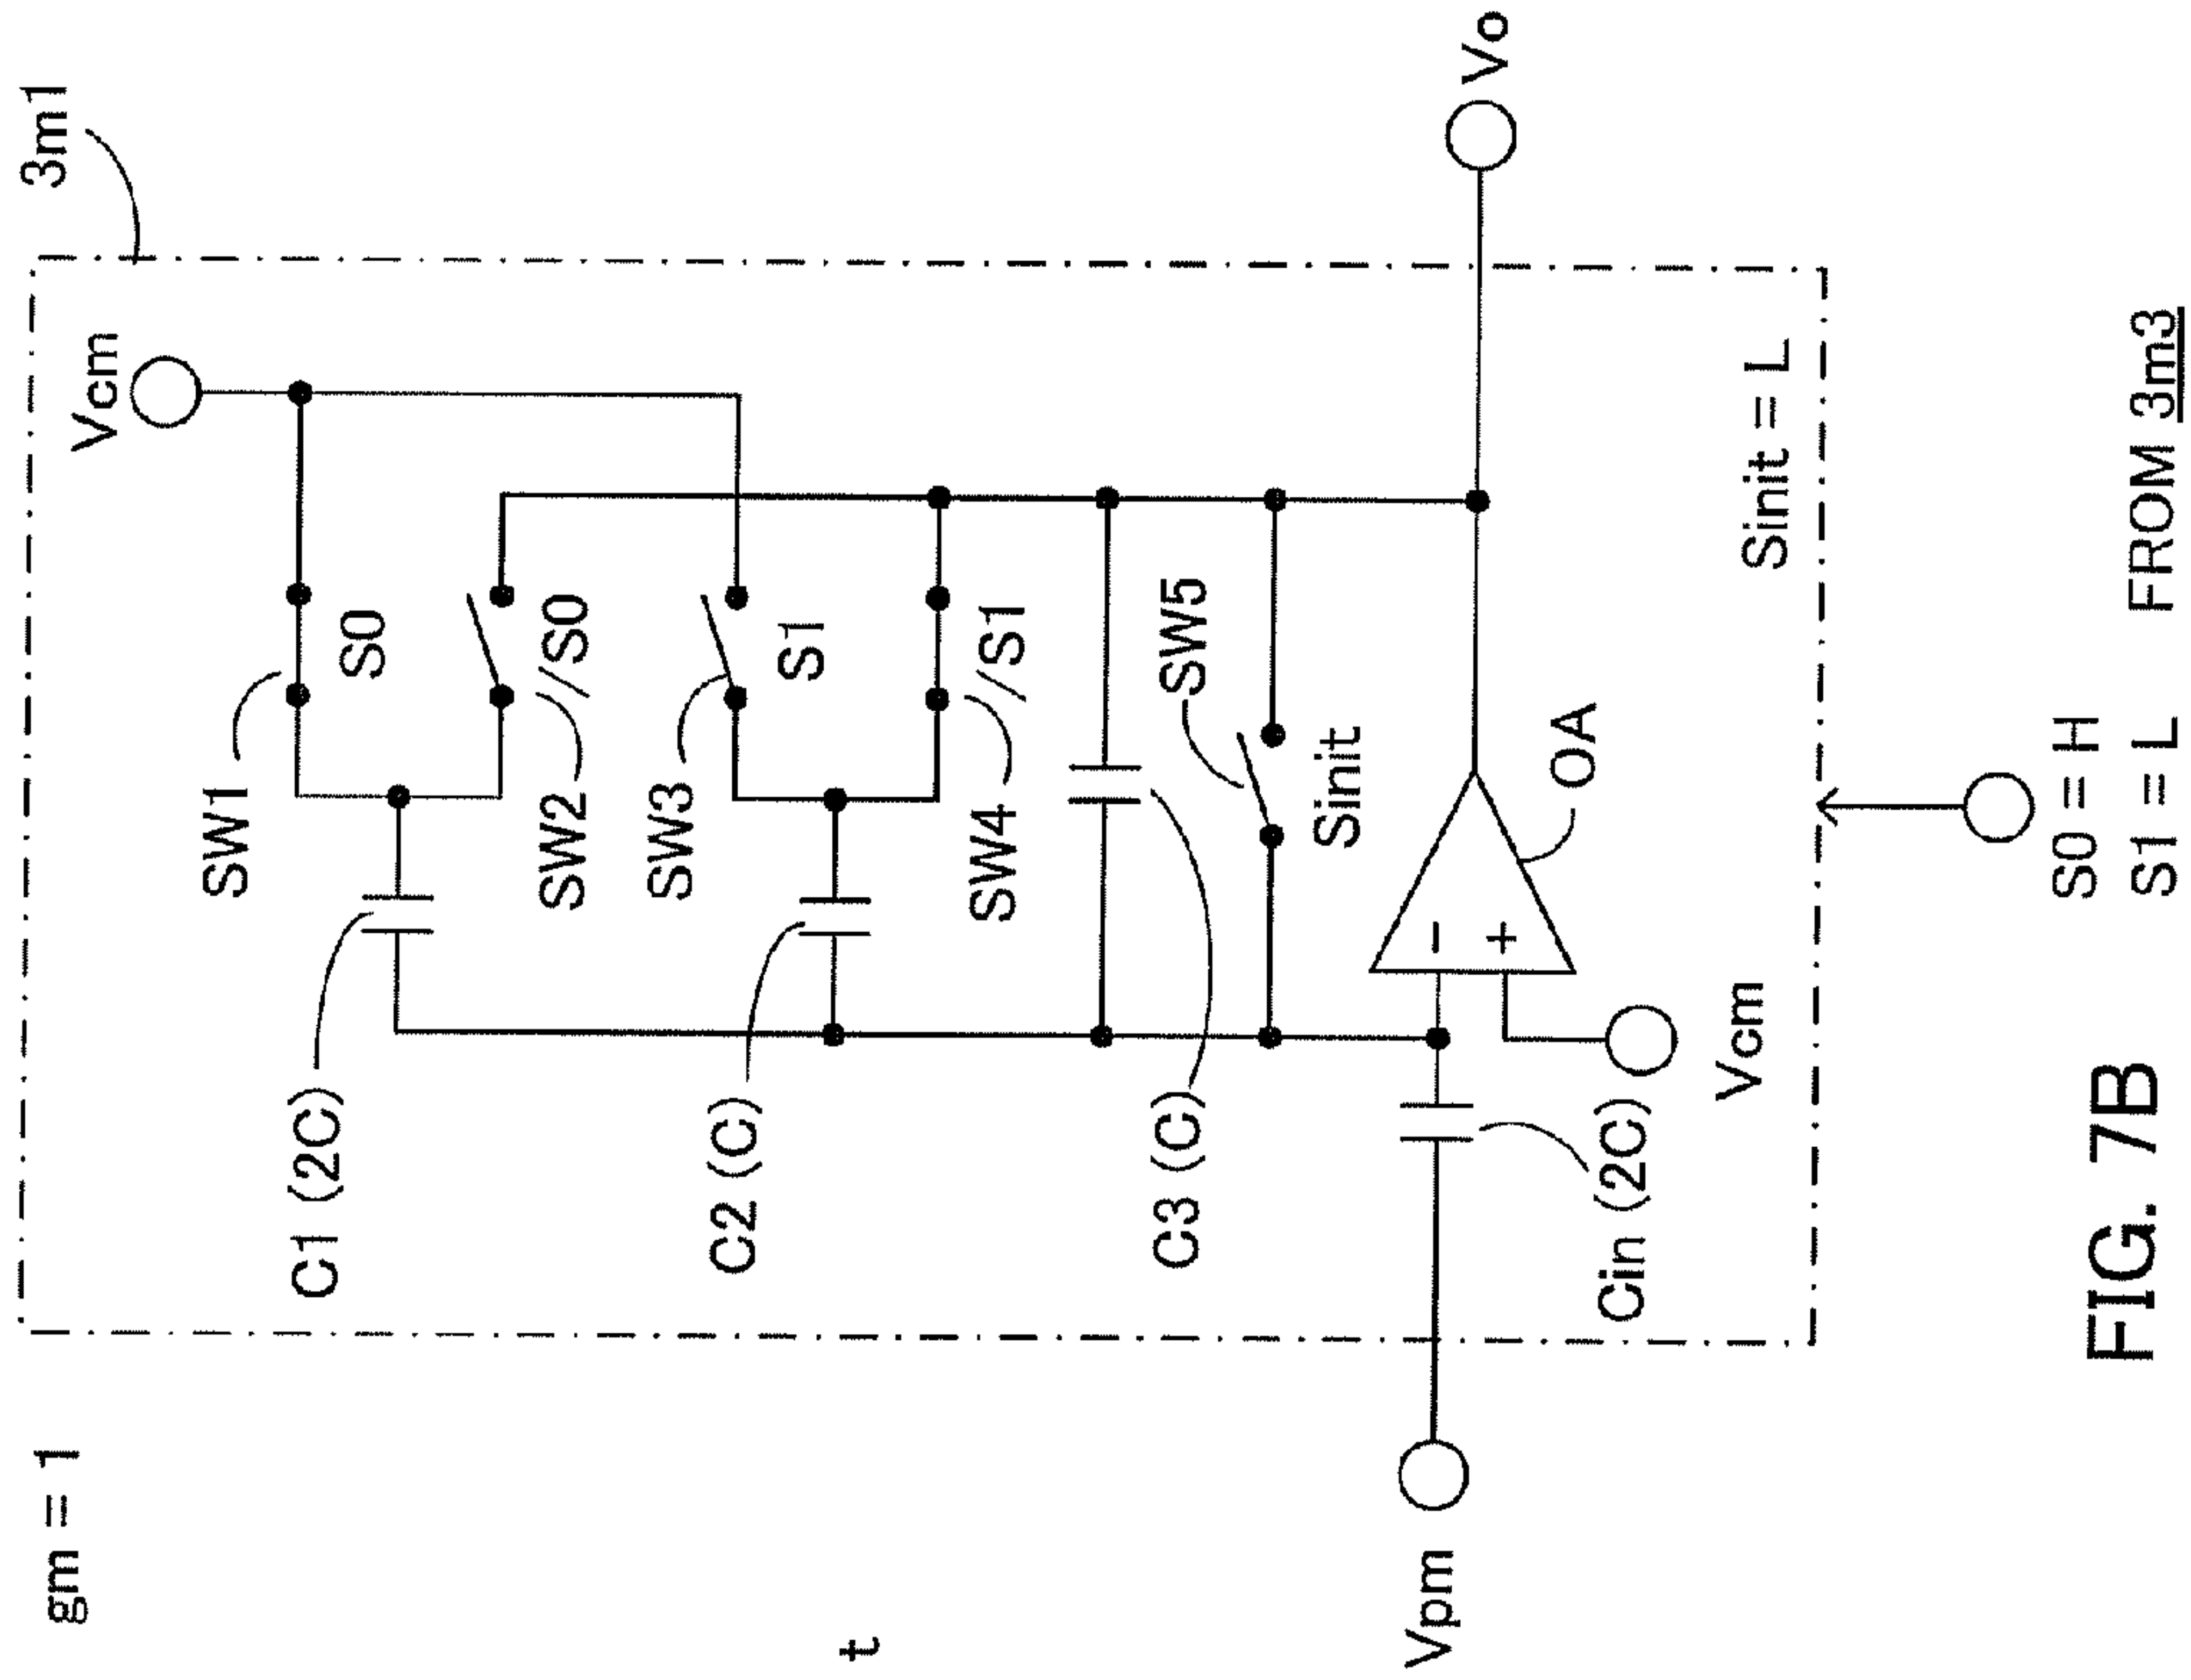 gm = 1
3m1
Vcm
SW1
S0
C1 (2C)
SW2
//S0
SW3
S1
C2 (C)
SW4
//S1
C3 (C)
SW5
Sinit
t
Vpm
Vo
-
+
OA
Cin (2C)
Vcm
Sinit = L
S0 = H
S1 = L
FROM 3m3
FIG. 7B